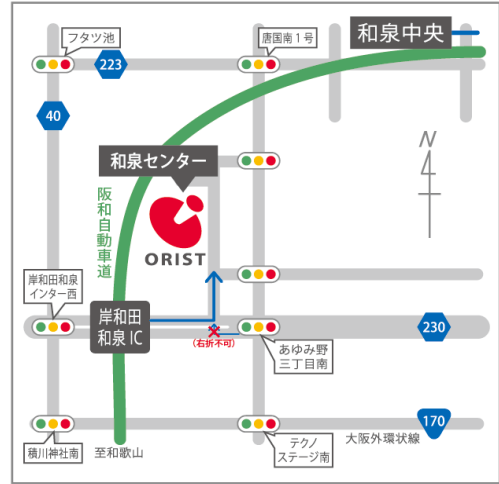 フタツ池
223
唐国南1号
和泉中央
40
和泉センター
N
4
阪和自動車道
ORIST
岸和田和泉
インター西
岸和田
和泉IC
(右折不可)
230
あゆみ野
三丁目南
積川神社南
至和歌山
テクノ
ステージ南
大阪外環状線
170